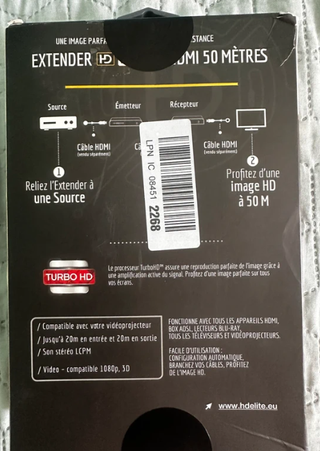 UNE IMAGE PARFA STANCE
EXTENDER HD DMI 50 MÈTRES
Source Émetteur Récepteur
Câble HDMI
(vendu séparément)
Câ
Câble HDMI
(vendu séparément)
1
Reliez l'Extender à
une Source
2
Profitez d'une
image HD
à 50 M
LPN IC 08451 2268
TURBO HD
Le processeur TurboHD™ assure une reproduction parfaite de l'image grâce à
une amplification active du signal. Profitez d'une image parfaite sur tous
vos écrans.
/ Compatible avec votre vidéoprojecteur
/ Jusqu'à 20m en entrée et 20m en sortie
/ Son stéréo LCPM
/ Video - compatible 1080p, 3D
FONCTIONNE AVEC TOUS LES APPAREILS HDMI,
BOX ADSL, LECTEURS BLU-RAY,
TOUS LES TÉLÉVISEURS ET VIDÉOPROJECTEURS.
FACILE D'UTILISATION :
CONFIGURATION AUTOMATIQUE,
BRANCHEZ VOS CÂBLES, PROFITEZ
DE L'IMAGE HD.
www.hdelite.eu